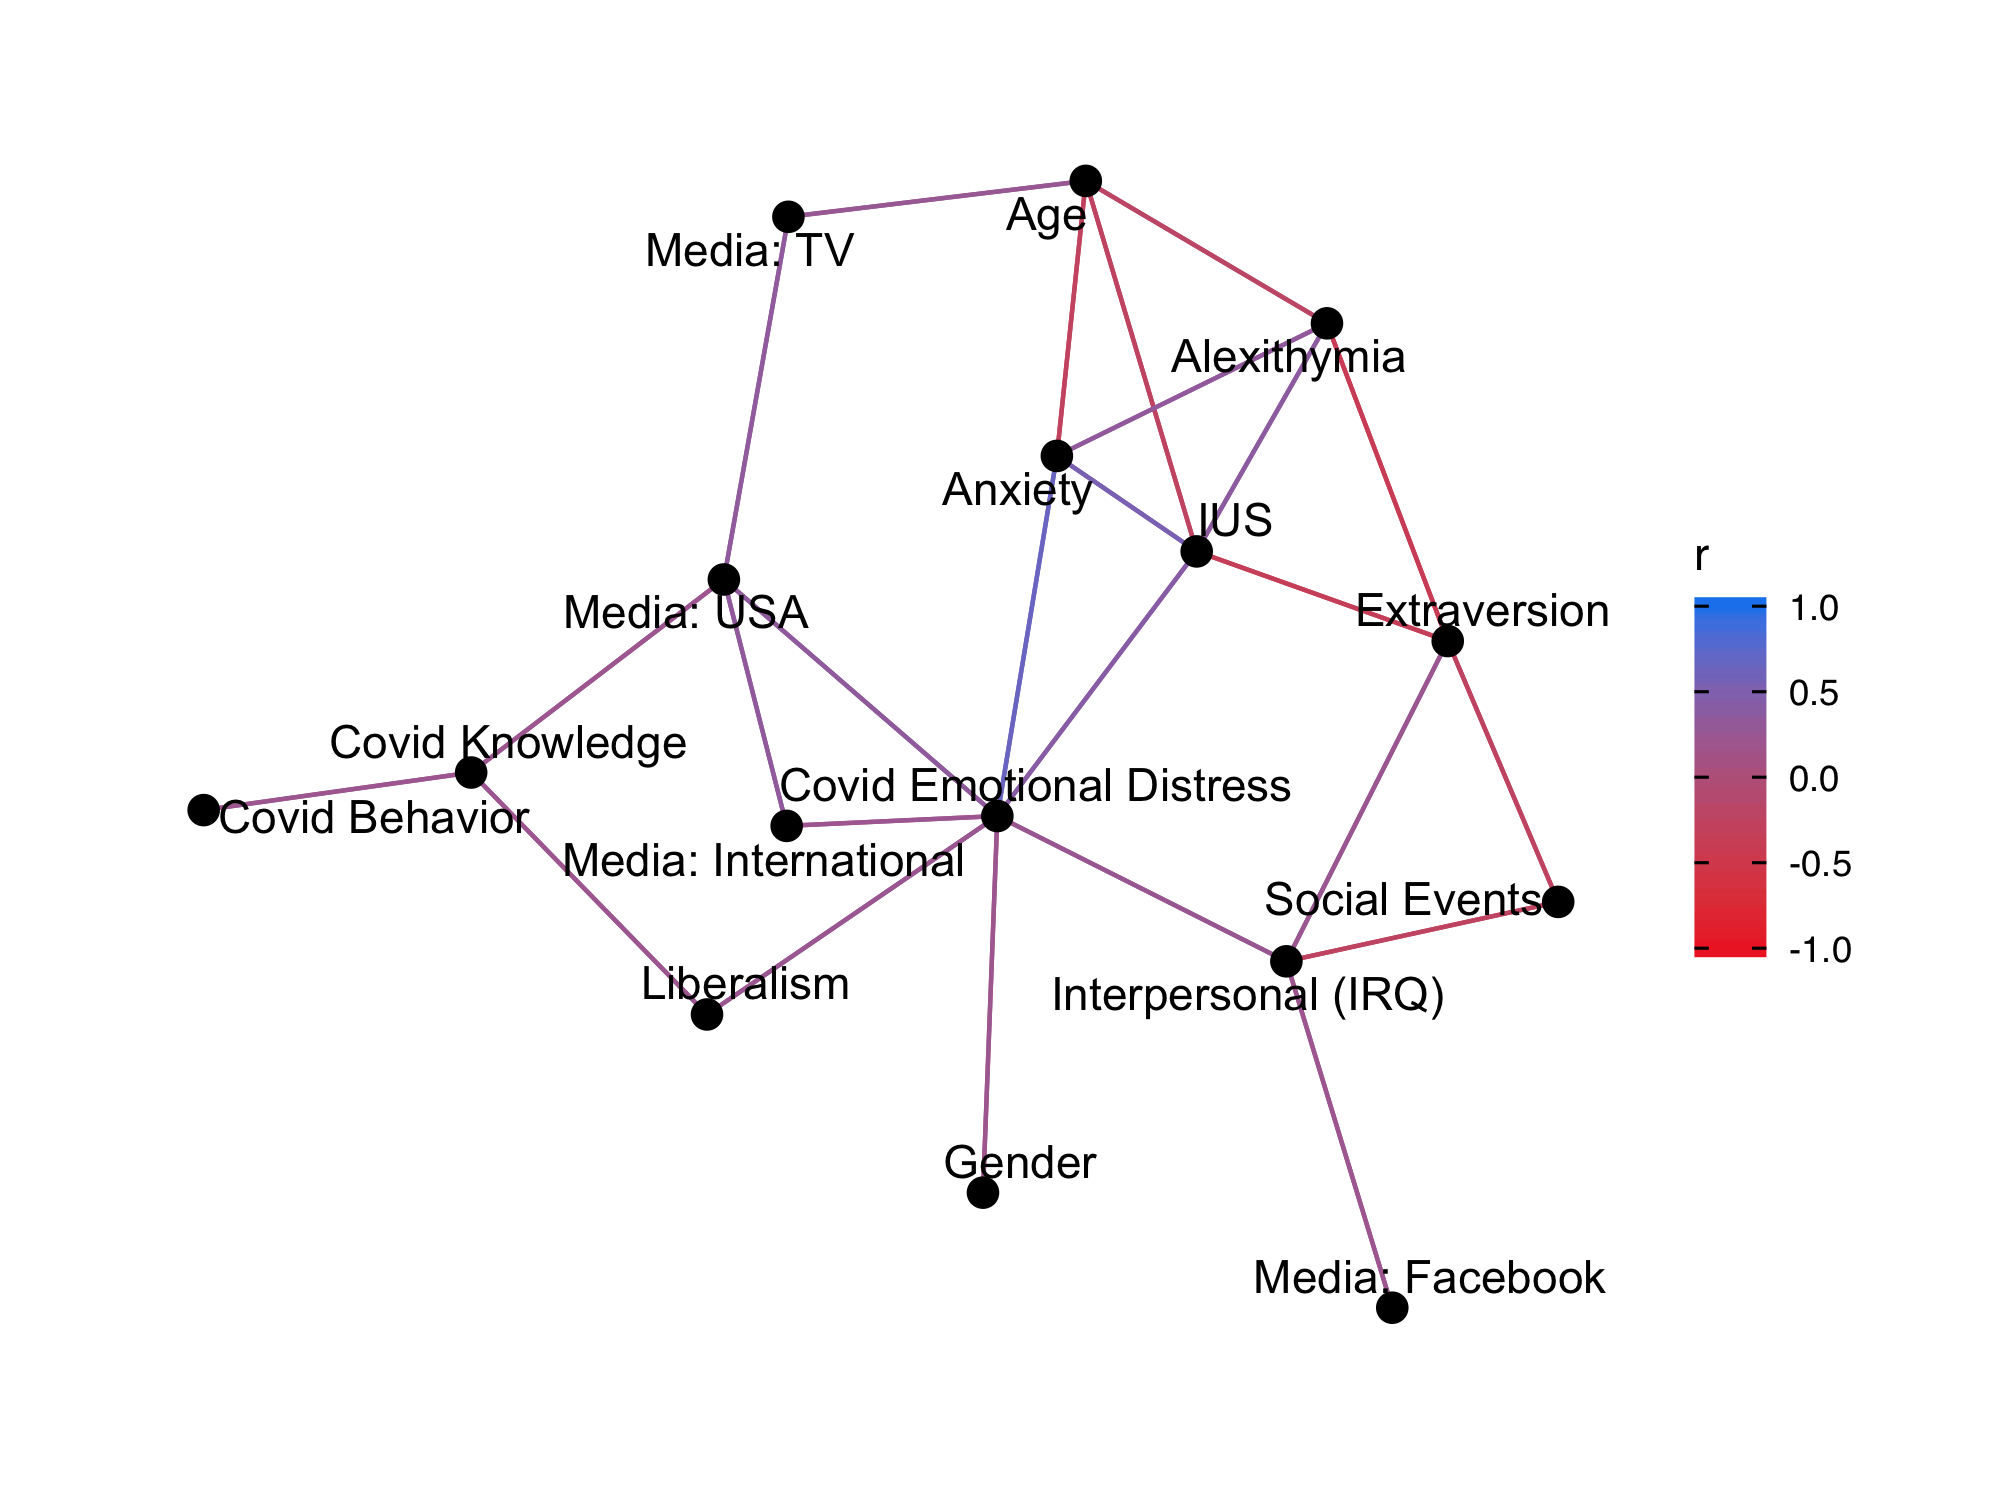 Age
Media: TV
Alexithymia
Anxiety
IUS
r
Extraversion
Media: USA
1.0
0.5
0.0
-0.5
-1.0
Covid Knowledge
Covid Emotional Distress
Covid Behavior
Media: International
Social Events
Liberalism
Interpersonal (IRQ)
Gender
Media: Facebook